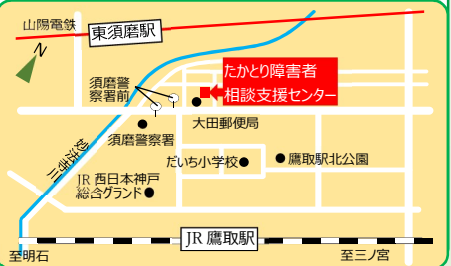 山陽電鉄
東須磨駅
N
須磨警
察署前
たかとり障害者
相談支援センター
大田郵便局
須磨警察署
妙法寺川
だいち小学校
鷹取駅北公園
JR西日本神戸
総合グランド
JR鷹取駅
至明石
至三ノ宮